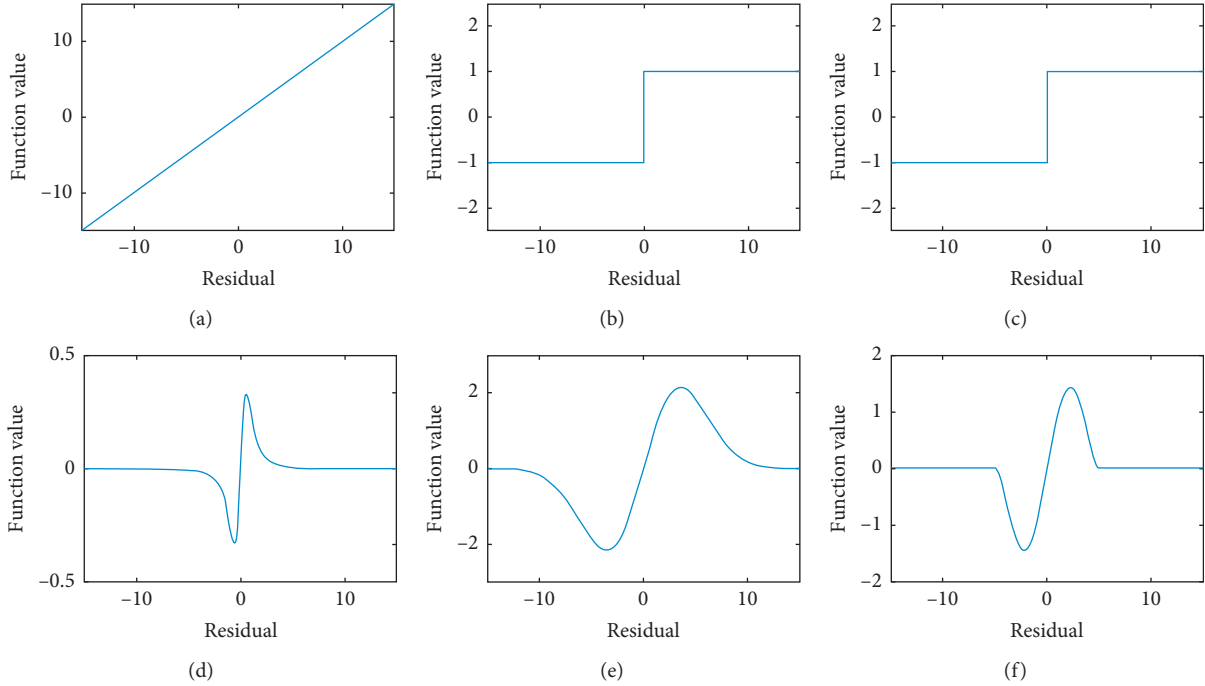 Function value
10
0
–10
–10
0
10
Residual
(a)
Function value
2
1
0
–1
–2
–10
0
10
Residual
(b)
Function value
2
1
0
–1
–2
–10
0
10
Residual
(c)
Function value
0.5
0
–0.5
–10
0
10
Residual
(d)
Function value
2
0
–2
–10
0
10
Residual
(e)
Function value
2
1
0
–1
–2
–10
0
10
Residual
(f)